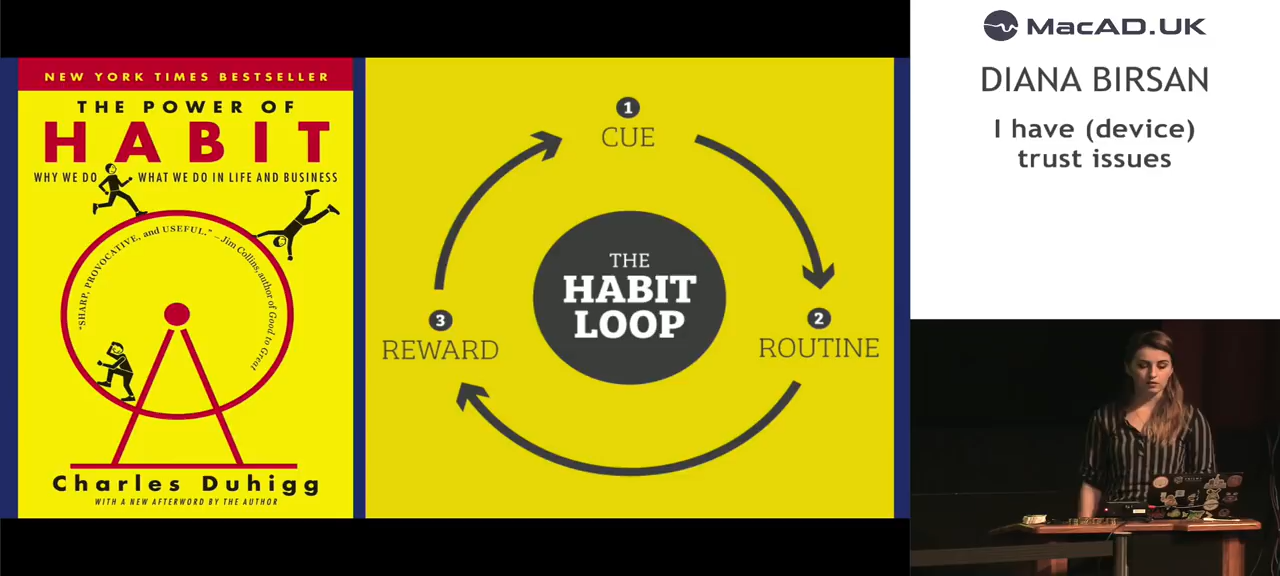 NEW YORK TIMES BESTSELLER
THE POWER OF
HABIT
WHY WE DO WHAT WE DO IN LIFE AND BUSINESS
"SHARP, PROVOCATIVE, and USEFUL." —Jim Collins, author of Good to Great
Charles Duhigg
WITH A NEW AFTERWORD BY THE AUTHOR
1
CUE
2
ROUTINE
3
REWARD
THE
HABIT
LOOP
MacAD.UK
DIANA BIRSAN
I have (device)
trust issues